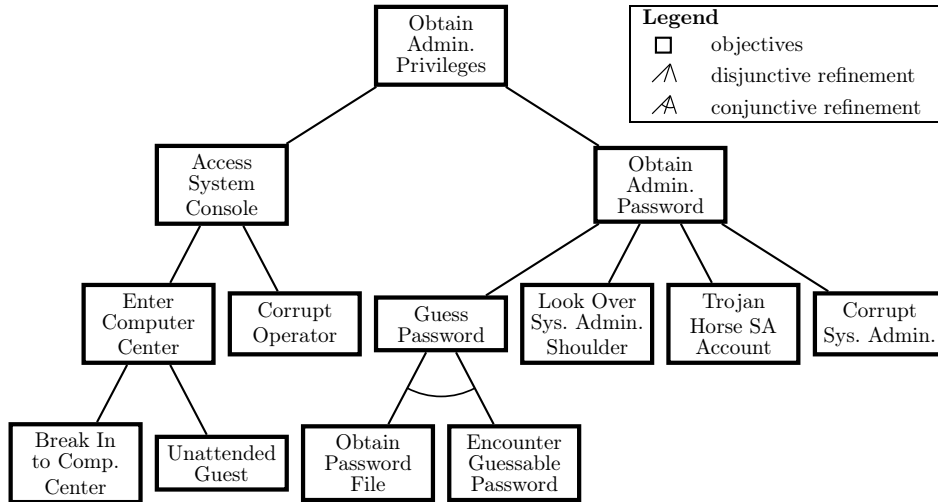 Obtain
Admin.
Privileges
Legend
objectives
disjunctive refinement
conjunctive refinement
Access
System
Console
Obtain
Admin.
Password
Enter
Computer
Center
Corrupt
Operator
Guess
Password
Look Over
Sys. Admin.
Shoulder
Trojan
Horse SA
Account
Corrupt
Sys. Admin.
Break In
to Comp.
Center
Unattended
Guest
Obtain
Password
File
Encounter
Guessable
Password